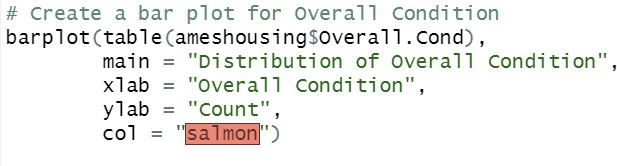 # Create a bar plot for Overall Condition
barplot(table(ameshousing$Overall.Cond),
        main = "Distribution of Overall Condition",
        xlab = "Overall Condition",
        ylab = "Count",
        col = "salmon")